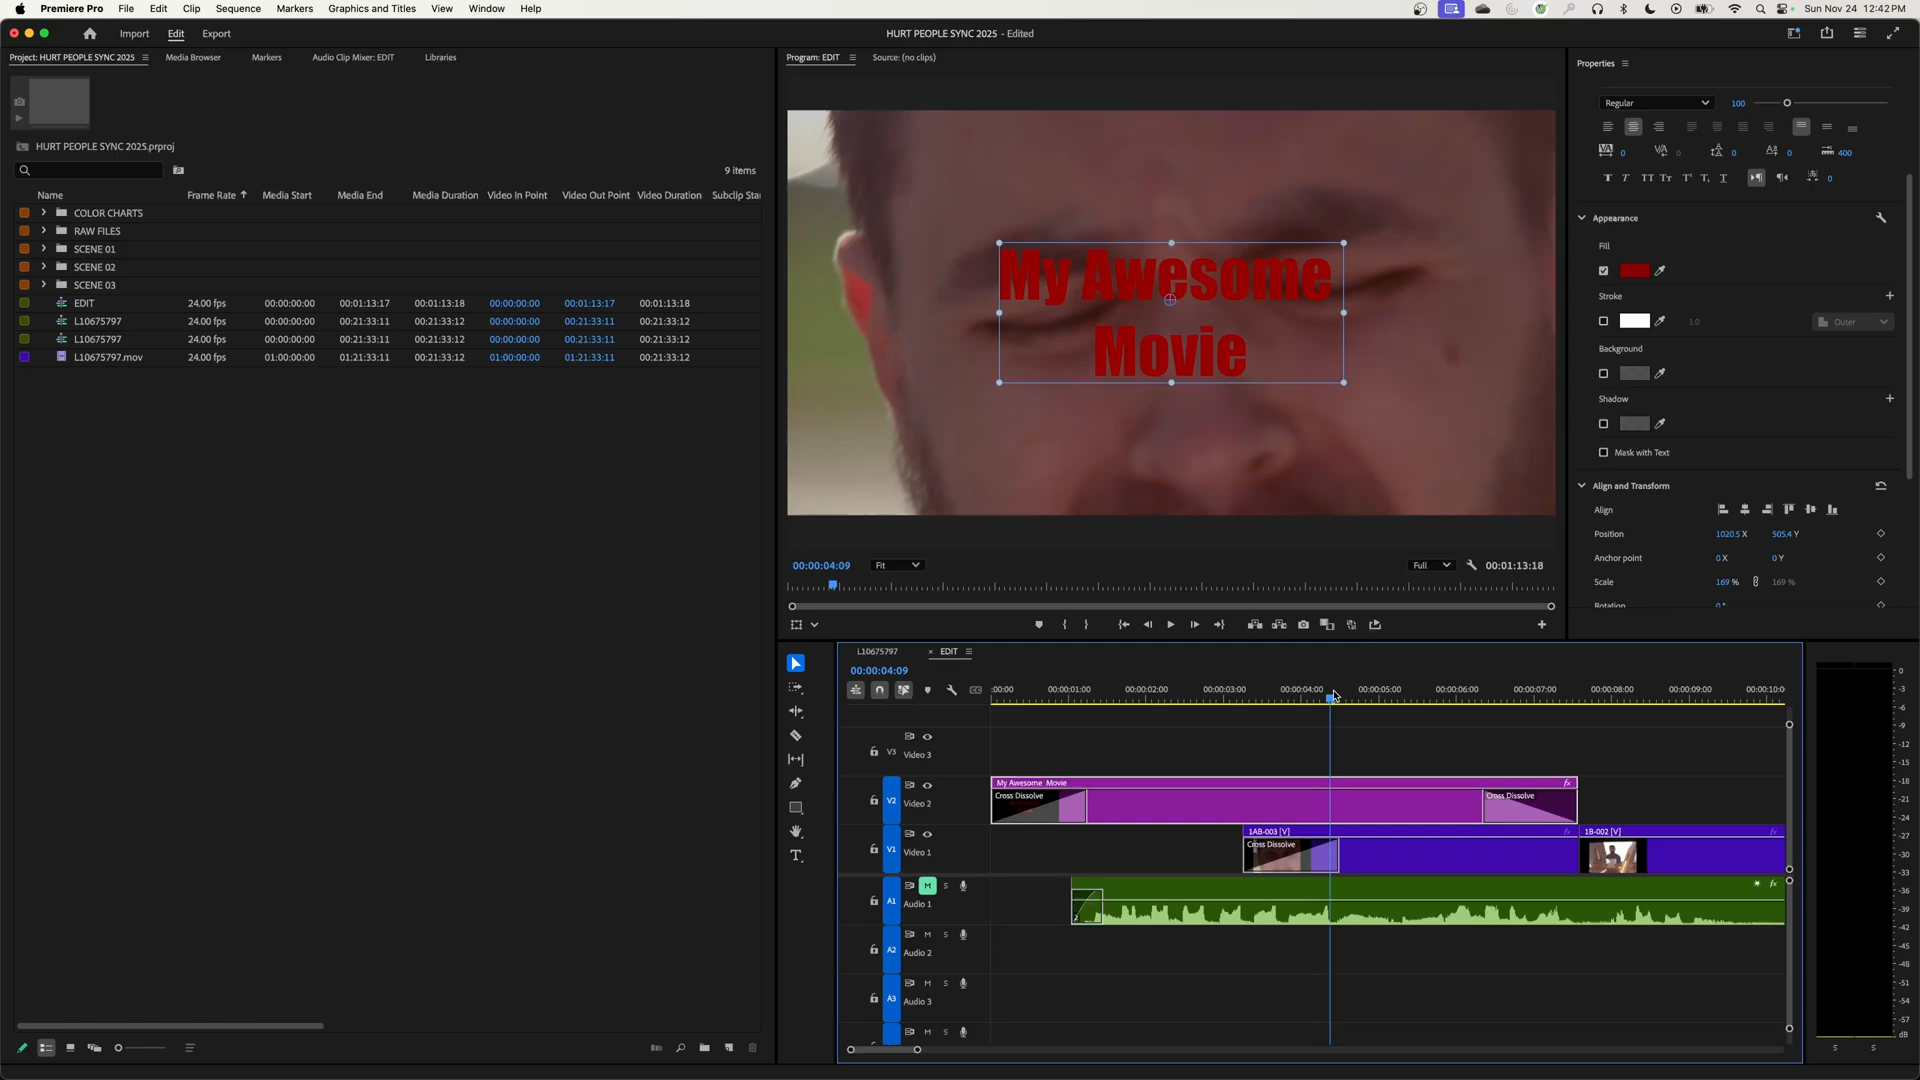 Premiere Pro File Edit Clip Sequence Markers Graphics and Titles View Window Help Sun Nov 24 12:42 PM
Import Edit Export HURT PEOPLE SYNC 2025 - Edited
Project: HURT PEOPLE SYNC 2025 Media Browser Markers Audio Clip Mixer: EDIT Libraries
HURT PEOPLE SYNC 2025.prproj
9 items
Name Frame Rate Media Start Media End Media Duration Video In Point Video Out Point Video Duration Subclip Star
COLOR CHARTS
RAW FILES
SCENE 01
SCENE 02
SCENE 03
EDIT 24.00 fps 00:00:00:00 00:01:13:17 00:01:13:18 00:00:00:00 00:01:13:17 00:01:13:18
L10675797 24.00 fps 00:00:00:00 00:21:33:11 00:21:33:12 00:00:00:00 00:21:33:11 00:21:33:12
L10675797 24.00 fps 00:00:00:00 00:21:33:11 00:21:33:12 00:00:00:00 00:21:33:11 00:21:33:12
L10675797.mov 24.00 fps 01:00:00:00 01:21:33:11 00:21:33:12 01:00:00:00 01:21:33:11 00:21:33:12
Program: EDIT Source: (no clips)
My Awesome
Movie
00:00:04:09 Fit Full 00:01:13:18
Properties
Regular 100
0 0 0 0 400
0
Appearance
Fill
Stroke
1.0 Outer
Background
Shadow
Mask with Text
Align and Transform
Align
Position 1020.5 X 505.4 Y
Anchor point 0 X 0 Y
Scale 169 % 169 %
Rotation 0°
L10675797 × EDIT
00:00:04:09
:00:00 00:00:01:00 00:00:02:00 00:00:03:00 00:00:04:00 00:00:05:00 00:00:06:00 00:00:07:00 00:00:08:00 00:00:09:00 00:00:10:0
V3 Video 3
My Awesome Movie fx
Cross Dissolve Cross Dissolve
V2 Video 2
1AB-003 [V] fx 1B-002 [V] fx
Cross Dissolve
V1 Video 1
M S fx
A1 Audio 1
M S
A2 Audio 2
M S
A3 Audio 3
M S
0
-3
-6
-9
-12
-15
-18
-21
-24
-27
-30
-33
-36
-39
-42
-45
-48
-51
-54
-57
dB
S S